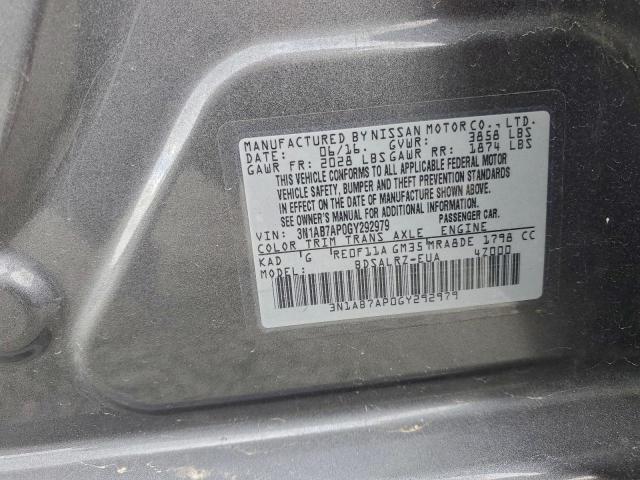 MANUFACTURED BY NISSAN MOTOR CO., LTD.
DATE: 06/16. GVWR: 3858 LBS
GAWR FR: 2028 LBS GAWR RR: 1874 LBS
THIS VEHICLE CONFORMS TO ALL APPLICABLE FEDERAL MOTOR
VEHICLE SAFETY, BUMPER AND THEFT PREVENTION STANDARDS
IN EFFECT ON THE DATE OF MANUFACTURE SHOWN ABOVE.
SEE OWNER'S MANUAL FOR ADDITIONAL INFORMATION
VIN: 3N1AB7AP0GY292979 PASSENGER CAR.
COLOR TRIM TRANS AXLE ENGINE
KAD G RE0F11A GM35 MRA8DE 1798 CC
BDSALRZ-EUA 47000
3N1AB7AP0GY292979